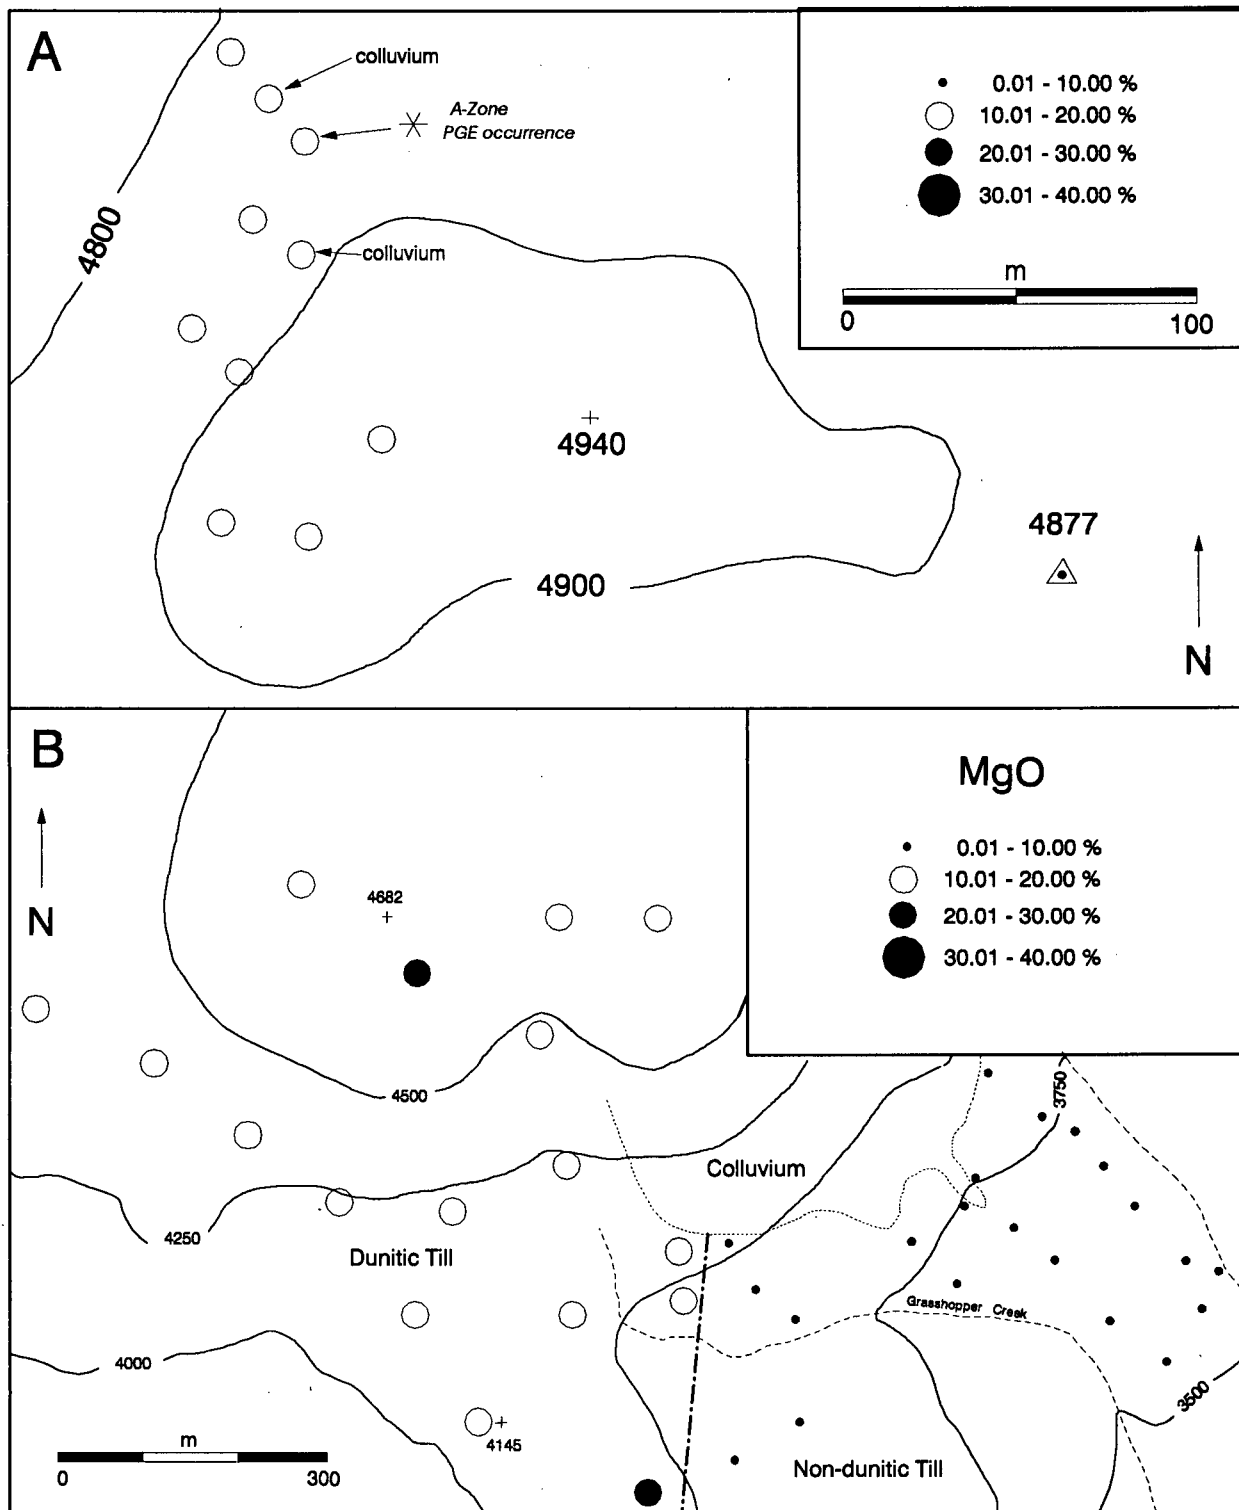 A
colluvium
A-Zone
PGE occurrence
0.01 - 10.00 %
10.01 - 20.00 %
20.01 - 30.00 %
30.01 - 40.00 %
m
0
100
4800
colluvium
4940
4877
4900
N
B
N
MgO
0.01 - 10.00 %
10.01 - 20.00 %
20.01 - 30.00 %
30.01 - 40.00 %
4682
4500
3750
Colluvium
4250
Dunitic Till
Grasshopper Creek
4000
3500
4145
m
0
300
Non-dunitic Till